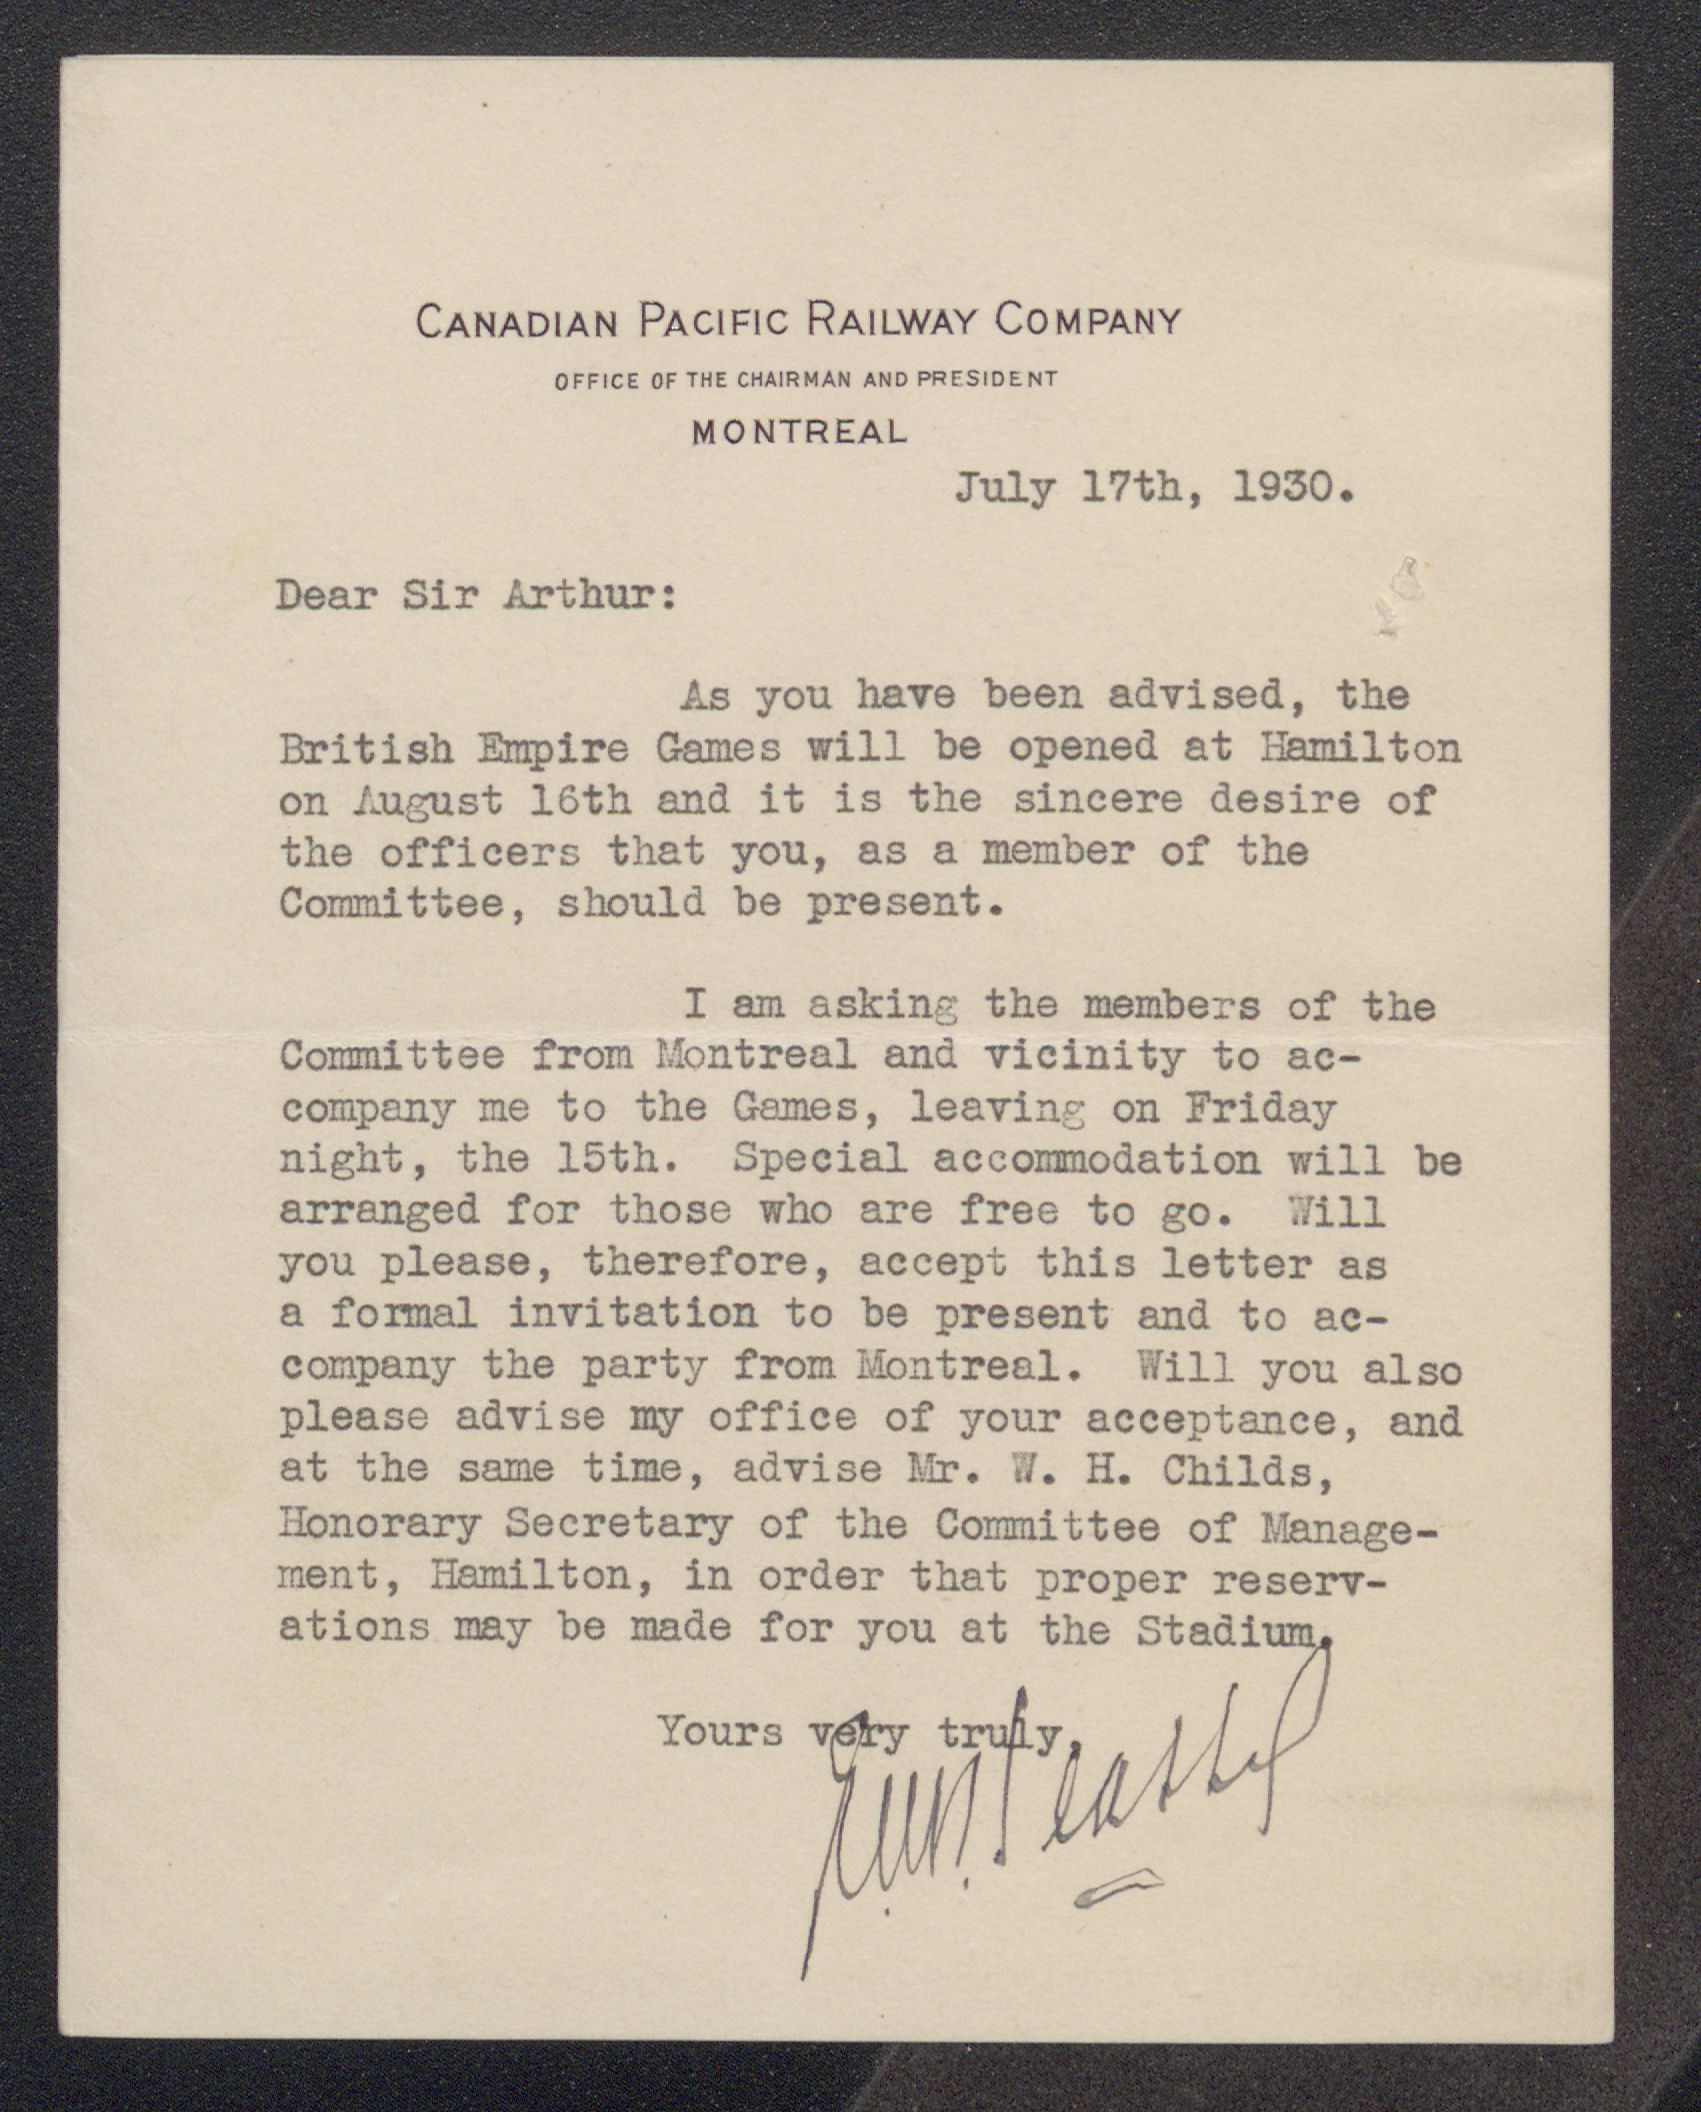 CANADIAN PACIFIC RAILWAY COMPANY
OFFICE OF THE CHAIRMAN AND PRESIDENT
MONTREAL
July 17th, 1930.
Dear Sir Arthur:
As you have been advised, the
British Empire Games will be opened at Hamilton
on August 16th and it is the sincere desire of
the officers that you, as a member of the
Committee, should be present.
I am asking the members of the
Committee from Montreal and vicinity to ac-
company me to the Games, leaving on Friday
night, the 15th. Special accommodation will be
arranged for those who are free to go. Will
you please, therefore, accept this letter as
a formal invitation to be present and to ac-
company the party from Montreal. Will you also
please advise my office of your acceptance, and
at the same time, advise Mr. W. H. Childs,
Honorary Secretary of the Committee of Manage-
ment, Hamilton, in order that proper reserv-
ations may be made for you at the Stadium.
Yours very truly,
E.W. Beatty